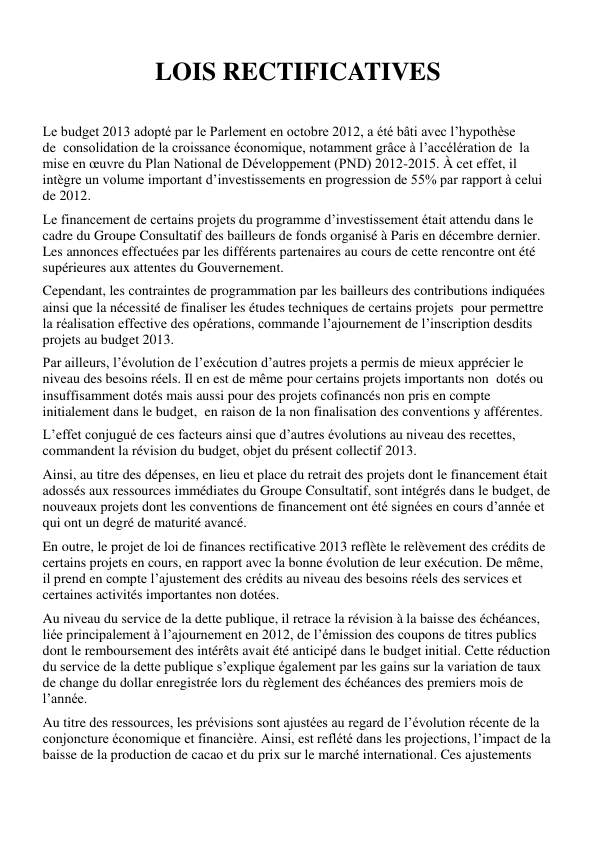 LOIS RECTIFICATIVES
Le budget 2013 adopté par le Parlement en octobre 2012, a été bâti avec l’hypothèse
de  consolidation de la croissance économique, notamment grâce à l’accélération de  la
mise en œuvre du Plan National de Développement (PND) 2012-2015. À cet effet, il
intègre un volume important d’investissements en progression de 55% par rapport à celui
de 2012.
Le financement de certains projets du programme d’investissement était attendu dans le
cadre du Groupe Consultatif des bailleurs de fonds organisé à Paris en décembre dernier.
Les annonces effectuées par les différents partenaires au cours de cette rencontre ont été
supérieures aux attentes du Gouvernement.
Cependant, les contraintes de programmation par les bailleurs des contributions indiquées
ainsi que la nécessité de finaliser les études techniques de certains projets  pour permettre
la réalisation effective des opérations, commande l’ajournement de l’inscription desdits
projets au budget 2013.
Par ailleurs, l’évolution de l’exécution d’autres projets a permis de mieux apprécier le
niveau des besoins réels. Il en est de même pour certains projets importants non  dotés ou
insuffisamment dotés mais aussi pour des projets cofinancés non pris en compte
initialement dans le budget,  en raison de la non finalisation des conventions y afférentes.
L’effet conjugué de ces facteurs ainsi que d’autres évolutions au niveau des recettes,
commandent la révision du budget, objet du présent collectif 2013.
Ainsi, au titre des dépenses, en lieu et place du retrait des projets dont le financement était
adossés aux ressources immédiates du Groupe Consultatif, sont intégrés dans le budget, de
nouveaux projets dont les conventions de financement ont été signées en cours d’année et
qui ont un degré de maturité avancé.
En outre, le projet de loi de finances rectificative 2013 reflète le relèvement des crédits de
certains projets en cours, en rapport avec la bonne évolution de leur exécution. De même,
il prend en compte l’ajustement des crédits au niveau des besoins réels des services et
certaines activités importantes non dotées.
Au niveau du service de la dette publique, il retrace la révision à la baisse des échéances,
liée principalement à l’ajournement en 2012, de l’émission des coupons de titres publics
dont le remboursement des intérêts avait été anticipé dans le budget initial. Cette réduction
du service de la dette publique s’explique également par les gains sur la variation de taux
de change du dollar enregistrée lors du règlement des échéances des premiers mois de
l’année.
Au titre des ressources, les prévisions sont ajustées au regard de l’évolution récente de la
conjoncture économique et financière. Ainsi, est reflété dans les projections, l’impact de la
baisse de la production de cacao et du prix sur le marché international. Ces ajustements